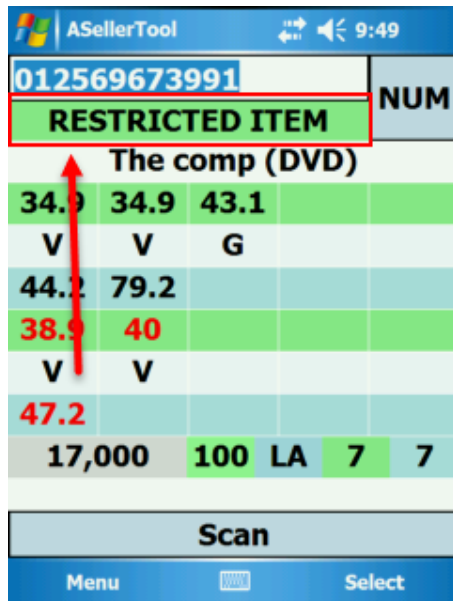 ASellerTool 9:49
012569673991
NUM
RESTRICTED ITEM
The comp (DVD)
34.9 34.9 43.1
V V G
44.2 79.2
38.9 40
V V
47.2
17,000 100 LA 7 7
Scan
Menu Select